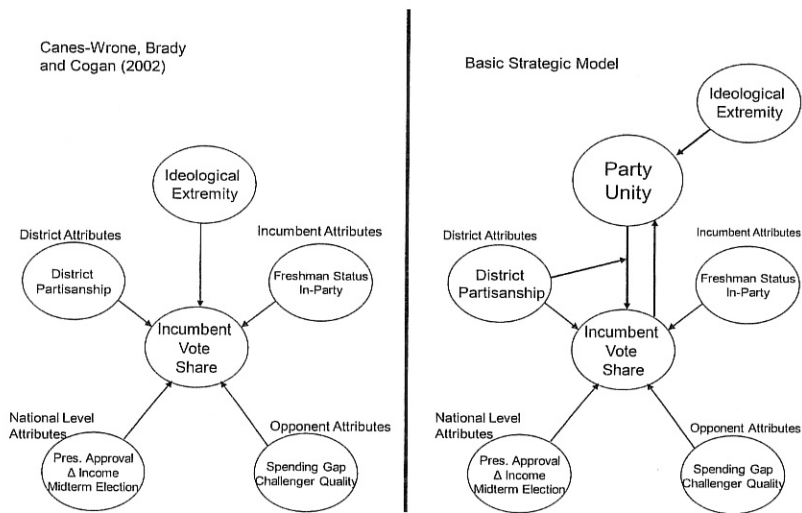 Canes-Wrone, Brady
and Cogan (2002)
Ideological
Extremity
District Attributes
Incumbent Attributes
District
Partisanship
Freshman Status
In-Party
Incumbent
Vote
Share
National Level
Attributes
Opponent Attributes
Pres. Approval
Δ Income
Midterm Election
Spending Gap
Challenger Quality
Basic Strategic Model
Ideological
Extremity
Party
Unity
District Attributes
Incumbent Attributes
District
Partisanship
Freshman Status
In-Party
Incumbent
Vote
Share
National Level
Attributes
Opponent Attributes
Pres. Approval
Δ Income
Midterm Election
Spending Gap
Challenger Quality